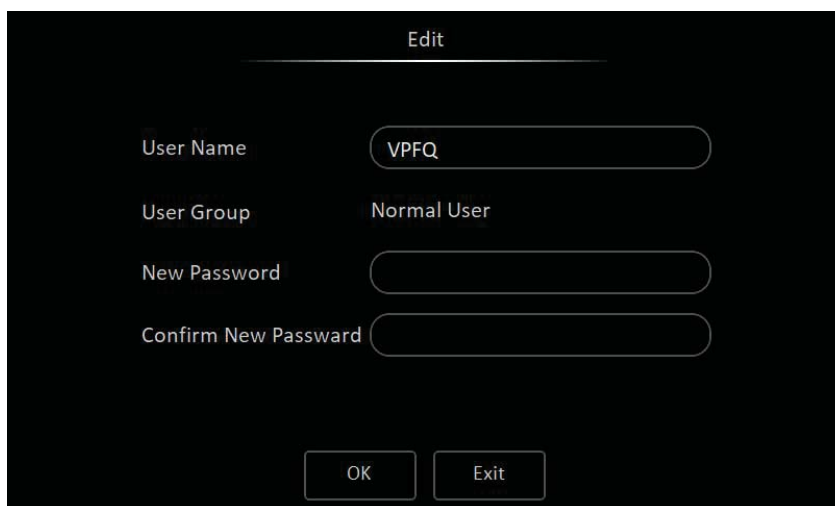 Edit
User Name VPFQ
User Group Normal User
New Password
Confirm New Passward
OK Exit